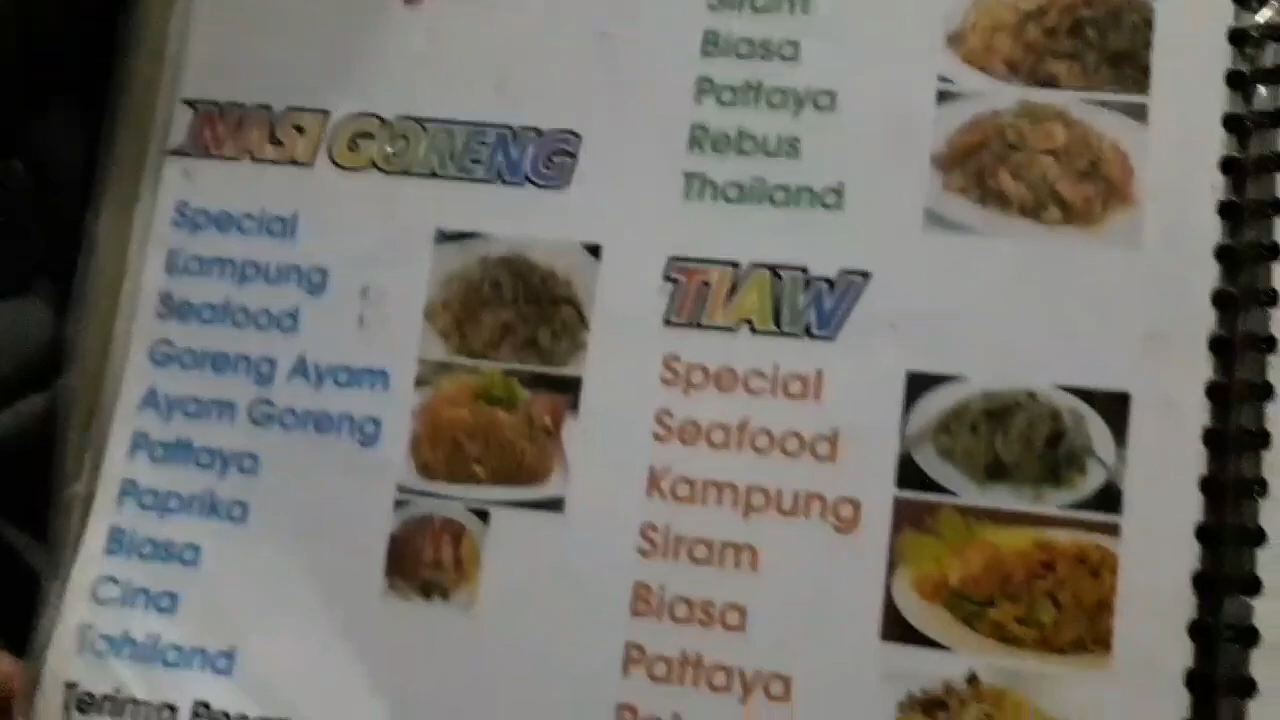 NASI GORENG
Special
Kampung
Seafood
Goreng Ayam
Ayam Goreng
Pattaya
Paprika
Biasa
Cina
Terima
Siram
Biasa
Pattaya
Rebus
Thailand
TIAW
Special
Seafood
Kampung
Siram
Biasa
Pattaya